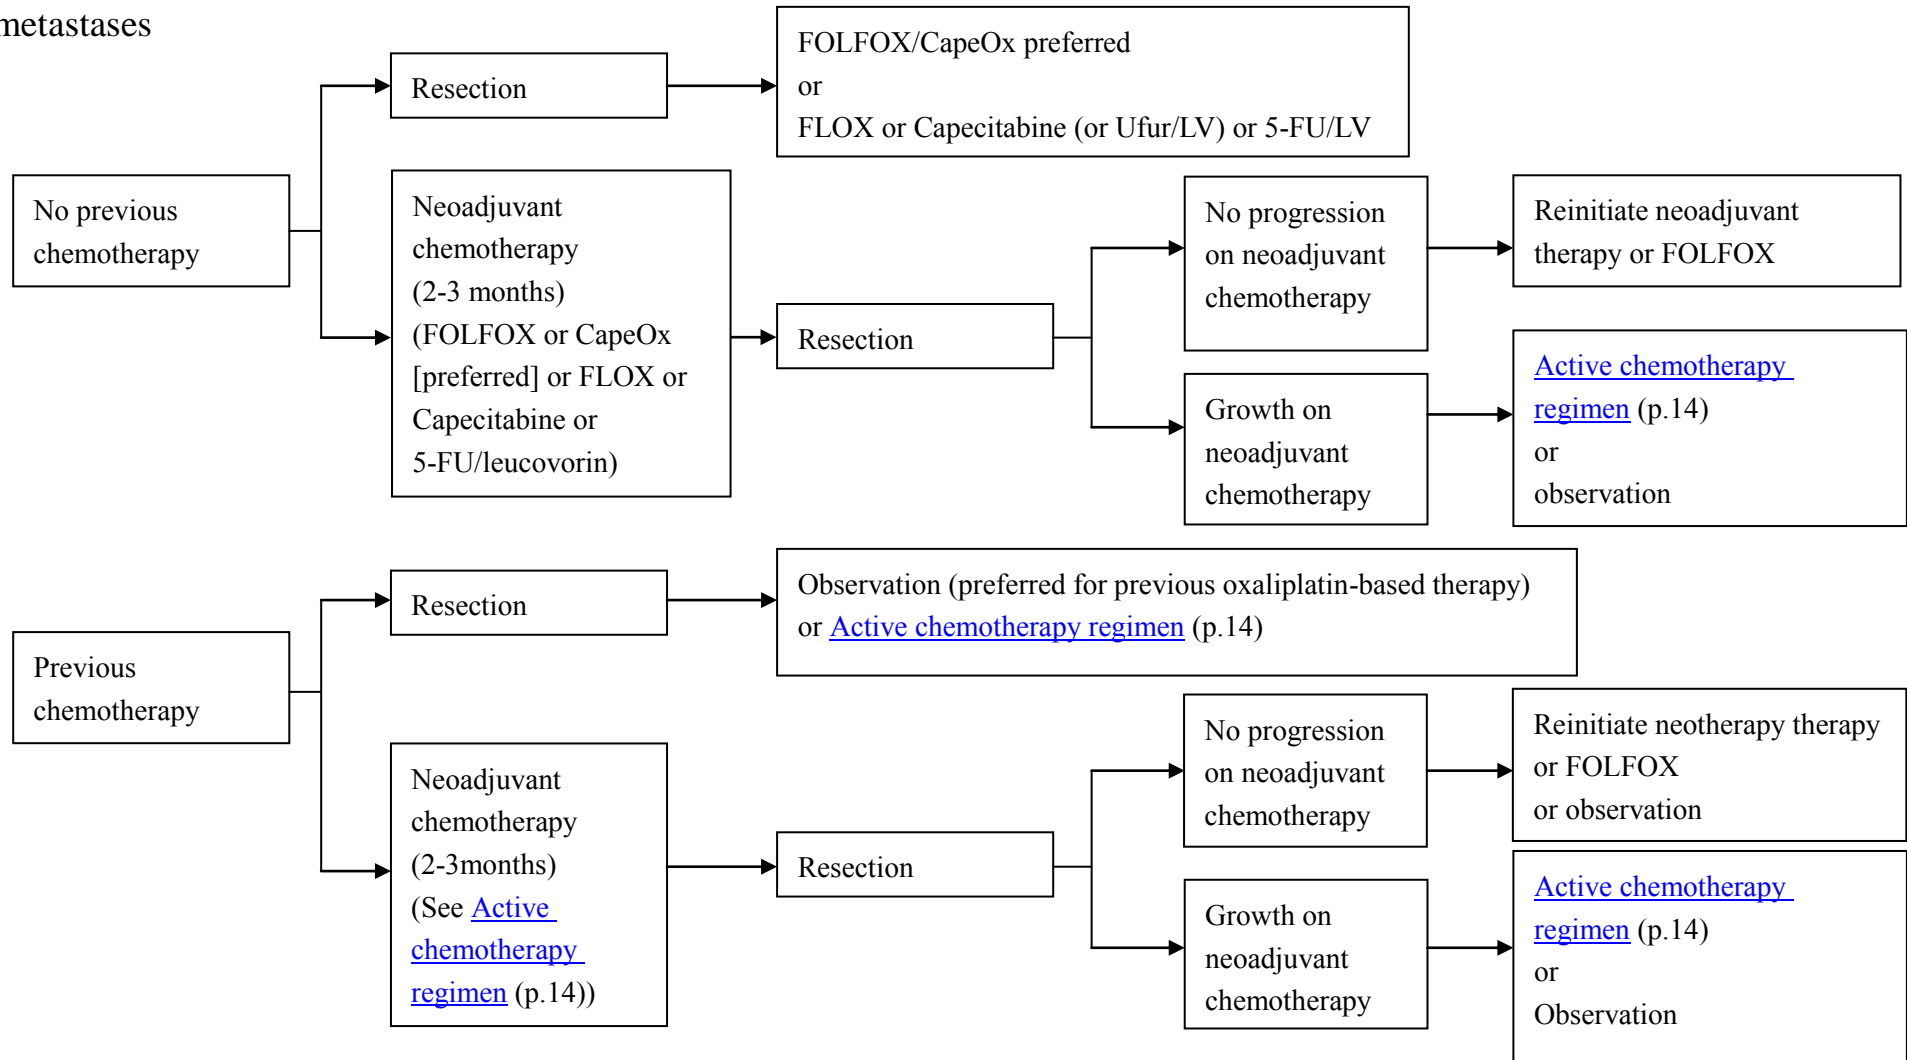 metastases
Resection
FOLFOX/CapeOx preferred
or
FLOX or Capecitabine (or Ufur/LV) or 5-FU/LV
No previous
chemotherapy
Neoadjuvant
chemotherapy
(2-3 months)
(FOLFOX or CapeOx
[preferred] or FLOX or
Capecitabine or
5-FU/leucovorin)
Resection
No progression
on neoadjuvant
chemotherapy
Reinitiate neoadjuvant
therapy or FOLFOX
Growth on
neoadjuvant
chemotherapy
Active chemotherapy
regimen (p.14)
or
observation
Resection
Observation (preferred for previous oxaliplatin-based therapy)
or Active chemotherapy regimen (p.14)
Previous
chemotherapy
Neoadjuvant
chemotherapy
(2-3months)
(See Active
chemotherapy
regimen (p.14))
Resection
No progression
on neoadjuvant
chemotherapy
Reinitiate neotherapy therapy
or FOLFOX
or observation
Growth on
neoadjuvant
chemotherapy
Active chemotherapy
regimen (p.14)
or
Observation